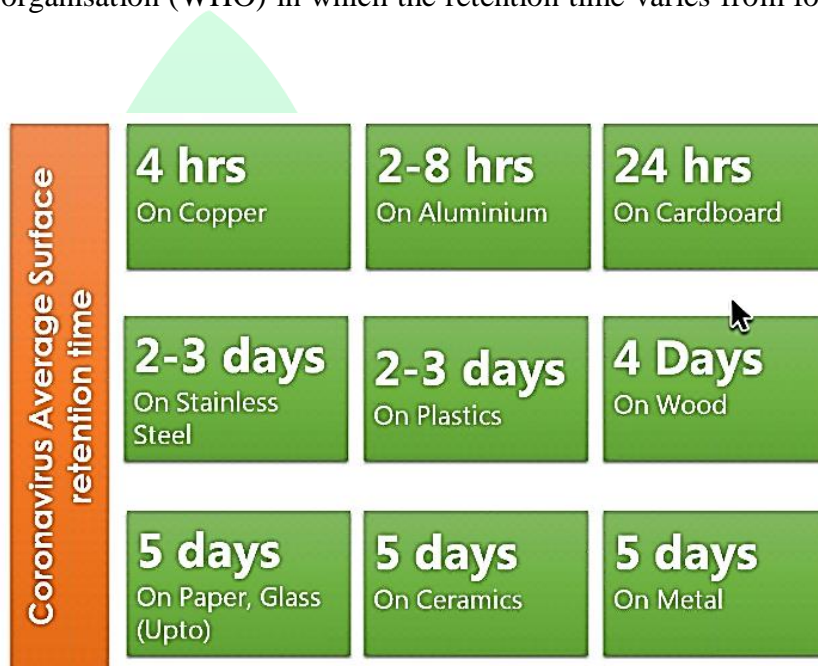 organisation (WHO) in which the retention time varies from
Coronavirus Average Surface
retention time
4 hrs
On Copper
2-8 hrs
On Aluminium
24 hrs
On Cardboard
2-3 days
On Stainless
Steel
2-3 days
On Plastics
4 Days
On Wood
5 days
On Paper, Glass
(Upto)
5 days
On Ceramics
5 days
On Metal